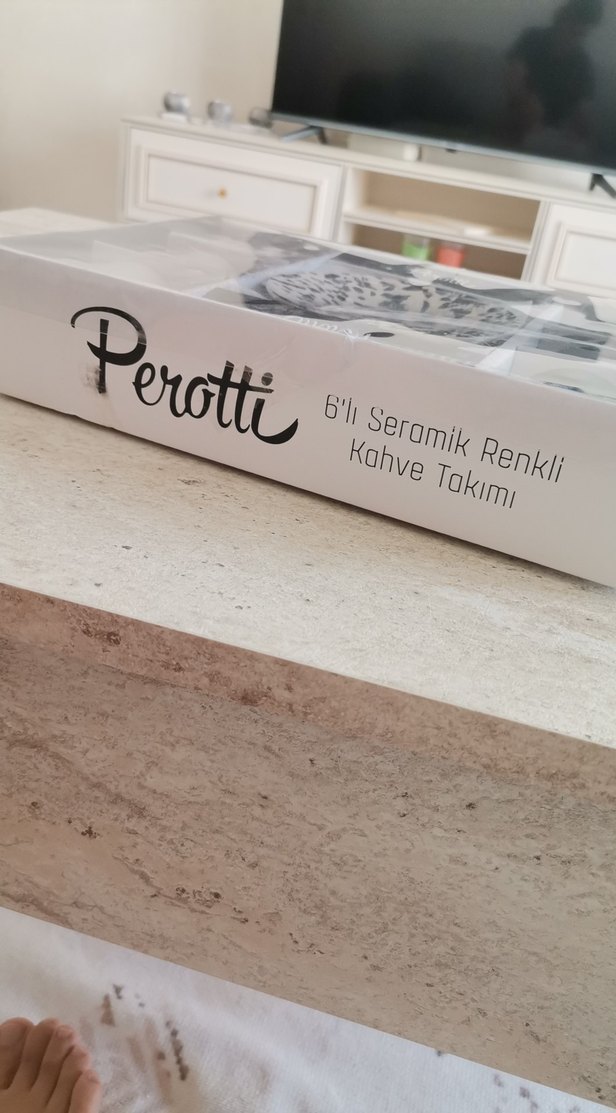 Perotti
6'lı Seramik Renkli
Kahve Takımı